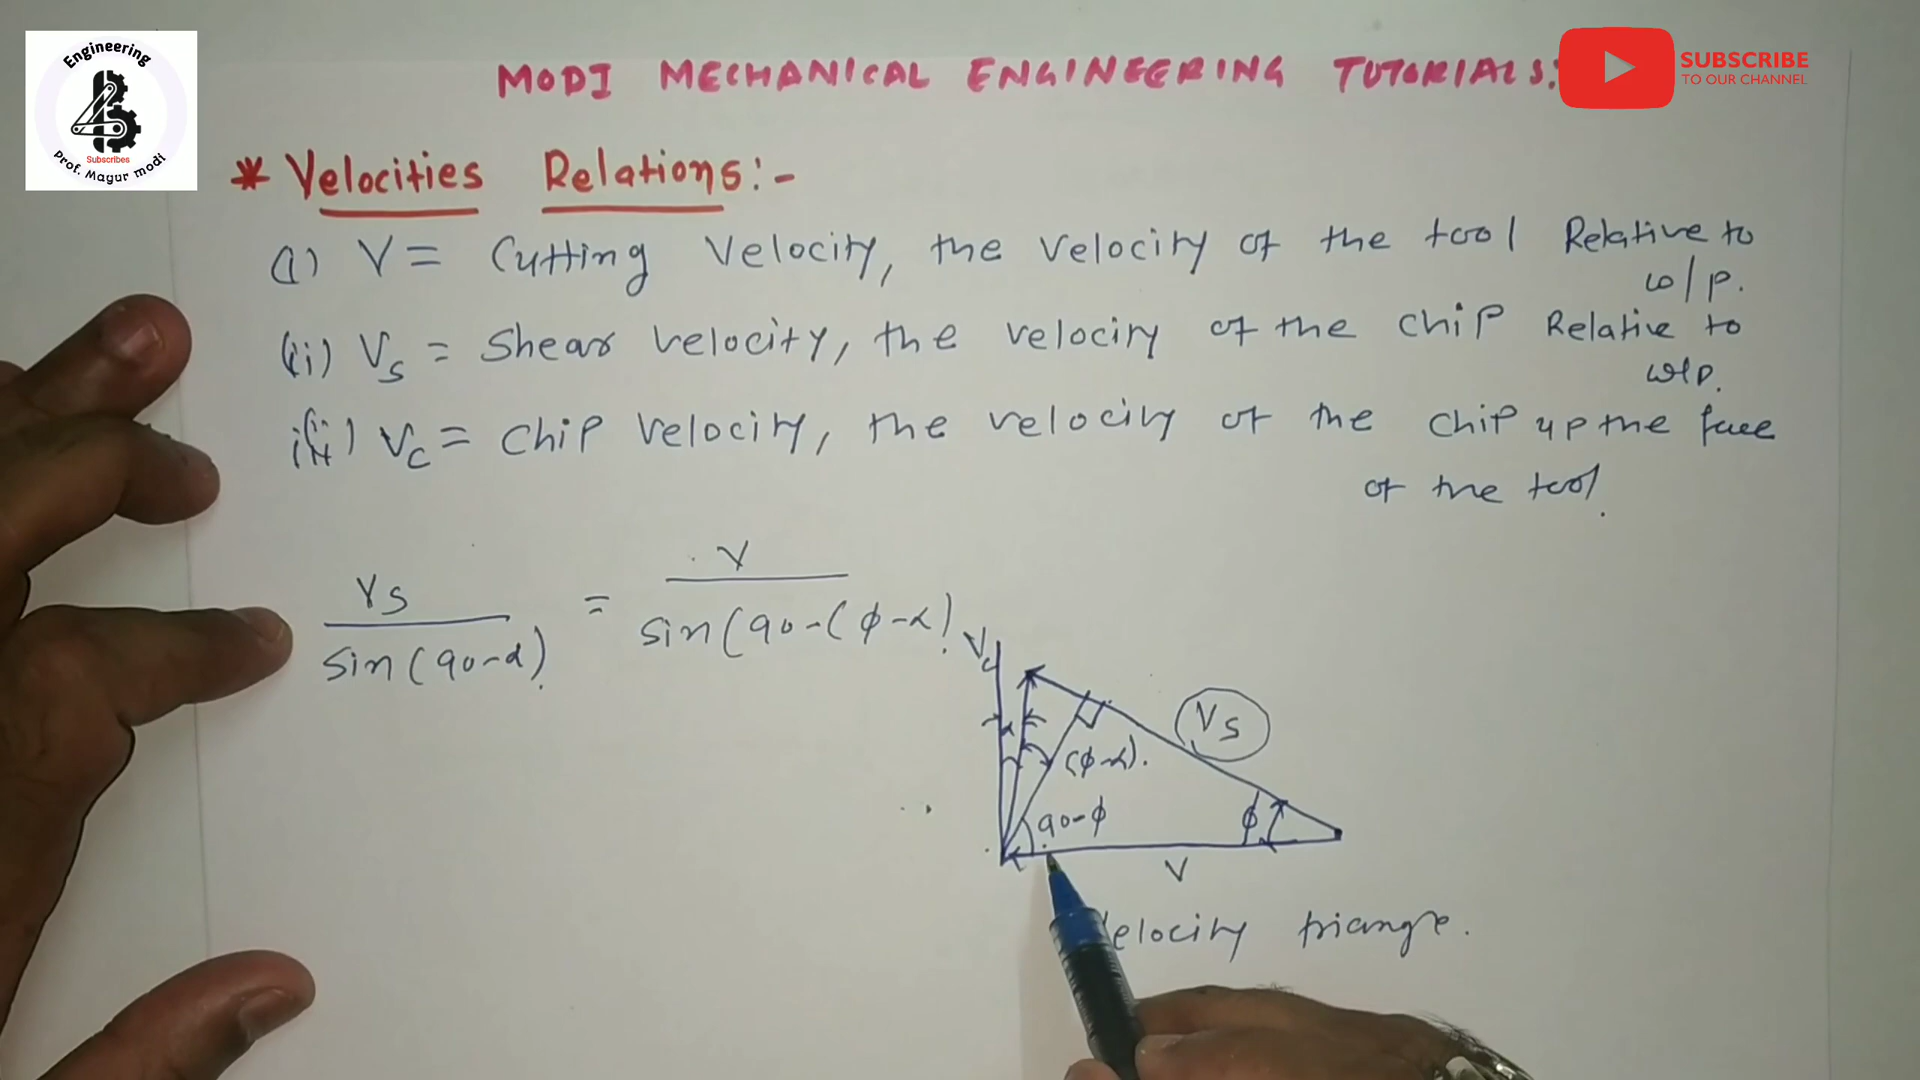 Engineering
Subscribes
Prof. Mayur modi
MODI MECHANICAL ENGINEERING TUTORIALS:
SUBSCRIBE
TO OUR CHANNEL
* Velocities Relations:-
(i) V = Cutting Velocity, the velocity of the tool Relative to
w/p.
(ii) Vs = Shear velocity, the velociry of the chip Relative to
w/p.
(iii) Vc = Chip velocity, the velocity of the chip up the face
of the tool.
Vs / sin(90-α) = V / sin(90-(φ-α)
Vc
Vs
α
(φ-α).
90-φ
φ
V
elocity triangle.